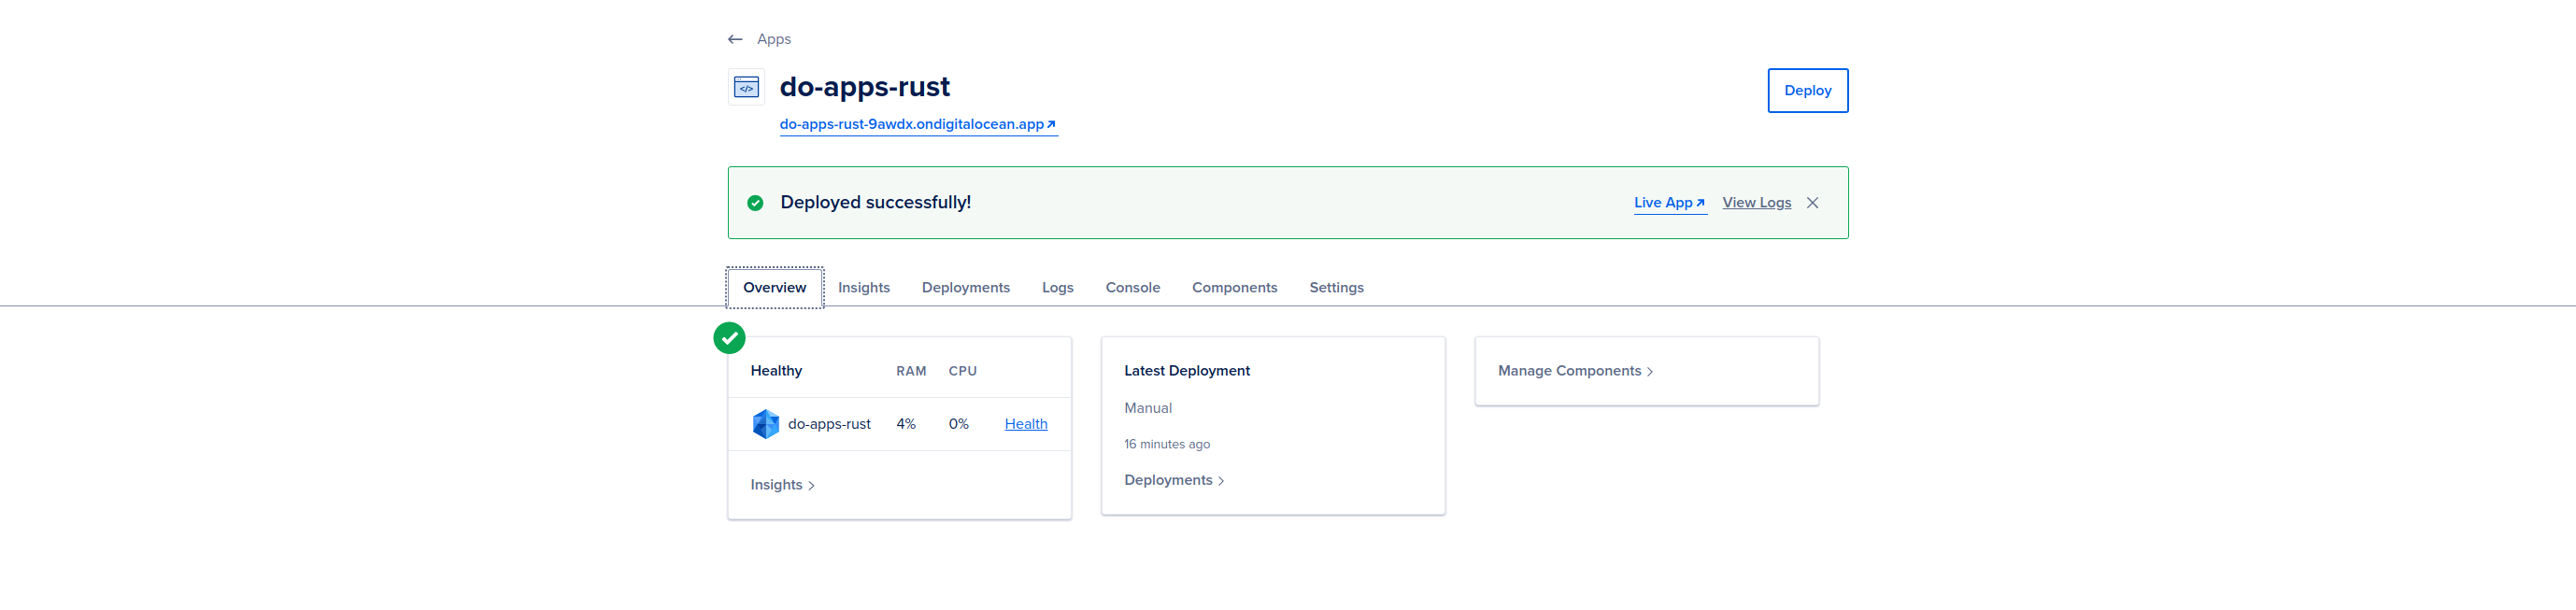 Apps
do-apps-rust
Deploy
do-apps-rust-9awdx.ondigitalocean.app
Deployed successfully!
Live App View Logs
Overview Insights Deployments Logs Console Components Settings
Healthy RAM CPU
do-apps-rust 4% 0% Health
Insights
Latest Deployment
Manual
16 minutes ago
Deployments
Manage Components